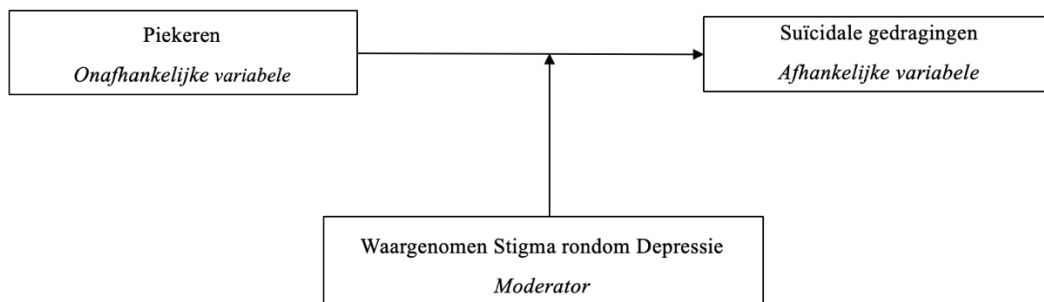 Piekeren
Onafhankelijke variabele
Suïcidale gedragingen
Afhankelijke variabele
Waargenomen Stigma rondom Depressie
Moderator